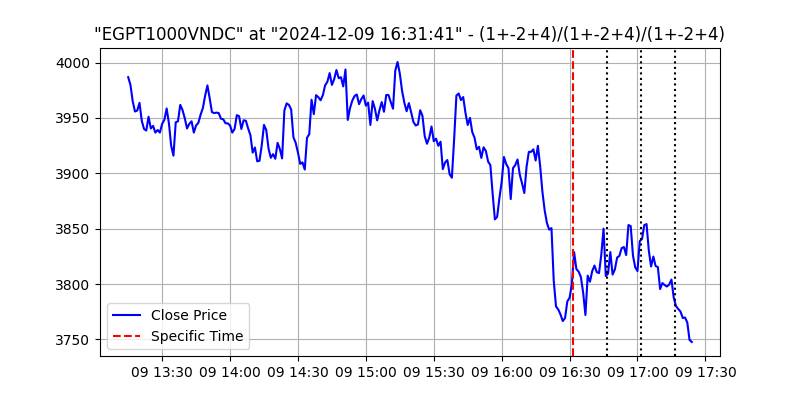 "EGPT1000VNDC" at "2024-12-09 16:31:41" - (1+-2+4)/(1+-2+4)/(1+-2+4)
4000
3950
3900
3850
3800
3750
Close Price
Specific Time
09 13:30 09 14:00 09 14:30 09 15:00 09 15:30 09 16:00 09 16:30 09 17:00 09 17:30